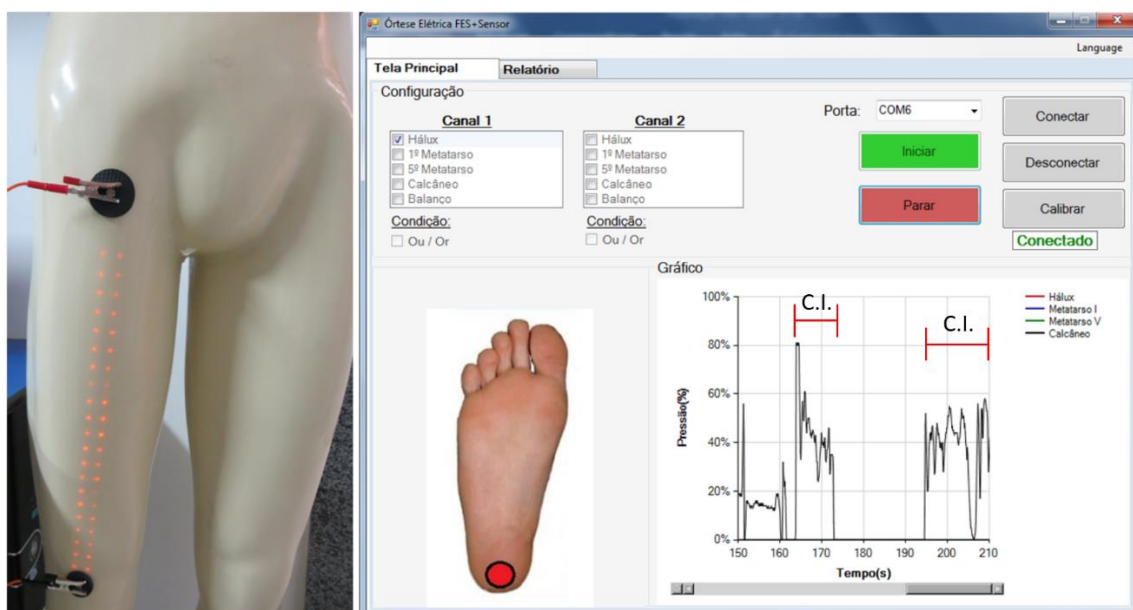 Órtese Elétrica FES+Sensor
Language
Tela Principal
Relatório
Configuração
Canal 1
Hálux
1º Metatarso
5º Metatarso
Calcâneo
Balanço
Condição:
Ou / Or
Canal 2
Hálux
1º Metatarso
5º Metatarso
Calcâneo
Balanço
Condição:
Ou / Or
Porta:
COM6
Iniciar
Parar
Conectar
Desconectar
Calibrar
Conectado
Gráfico
C.I.
C.I.
Hálux
Metatarso I
Metatarso V
Calcâneo
Pressão(%)
100%
80%
60%
40%
20%
0%
150 160 170 180 190 200 210
Tempo(s)